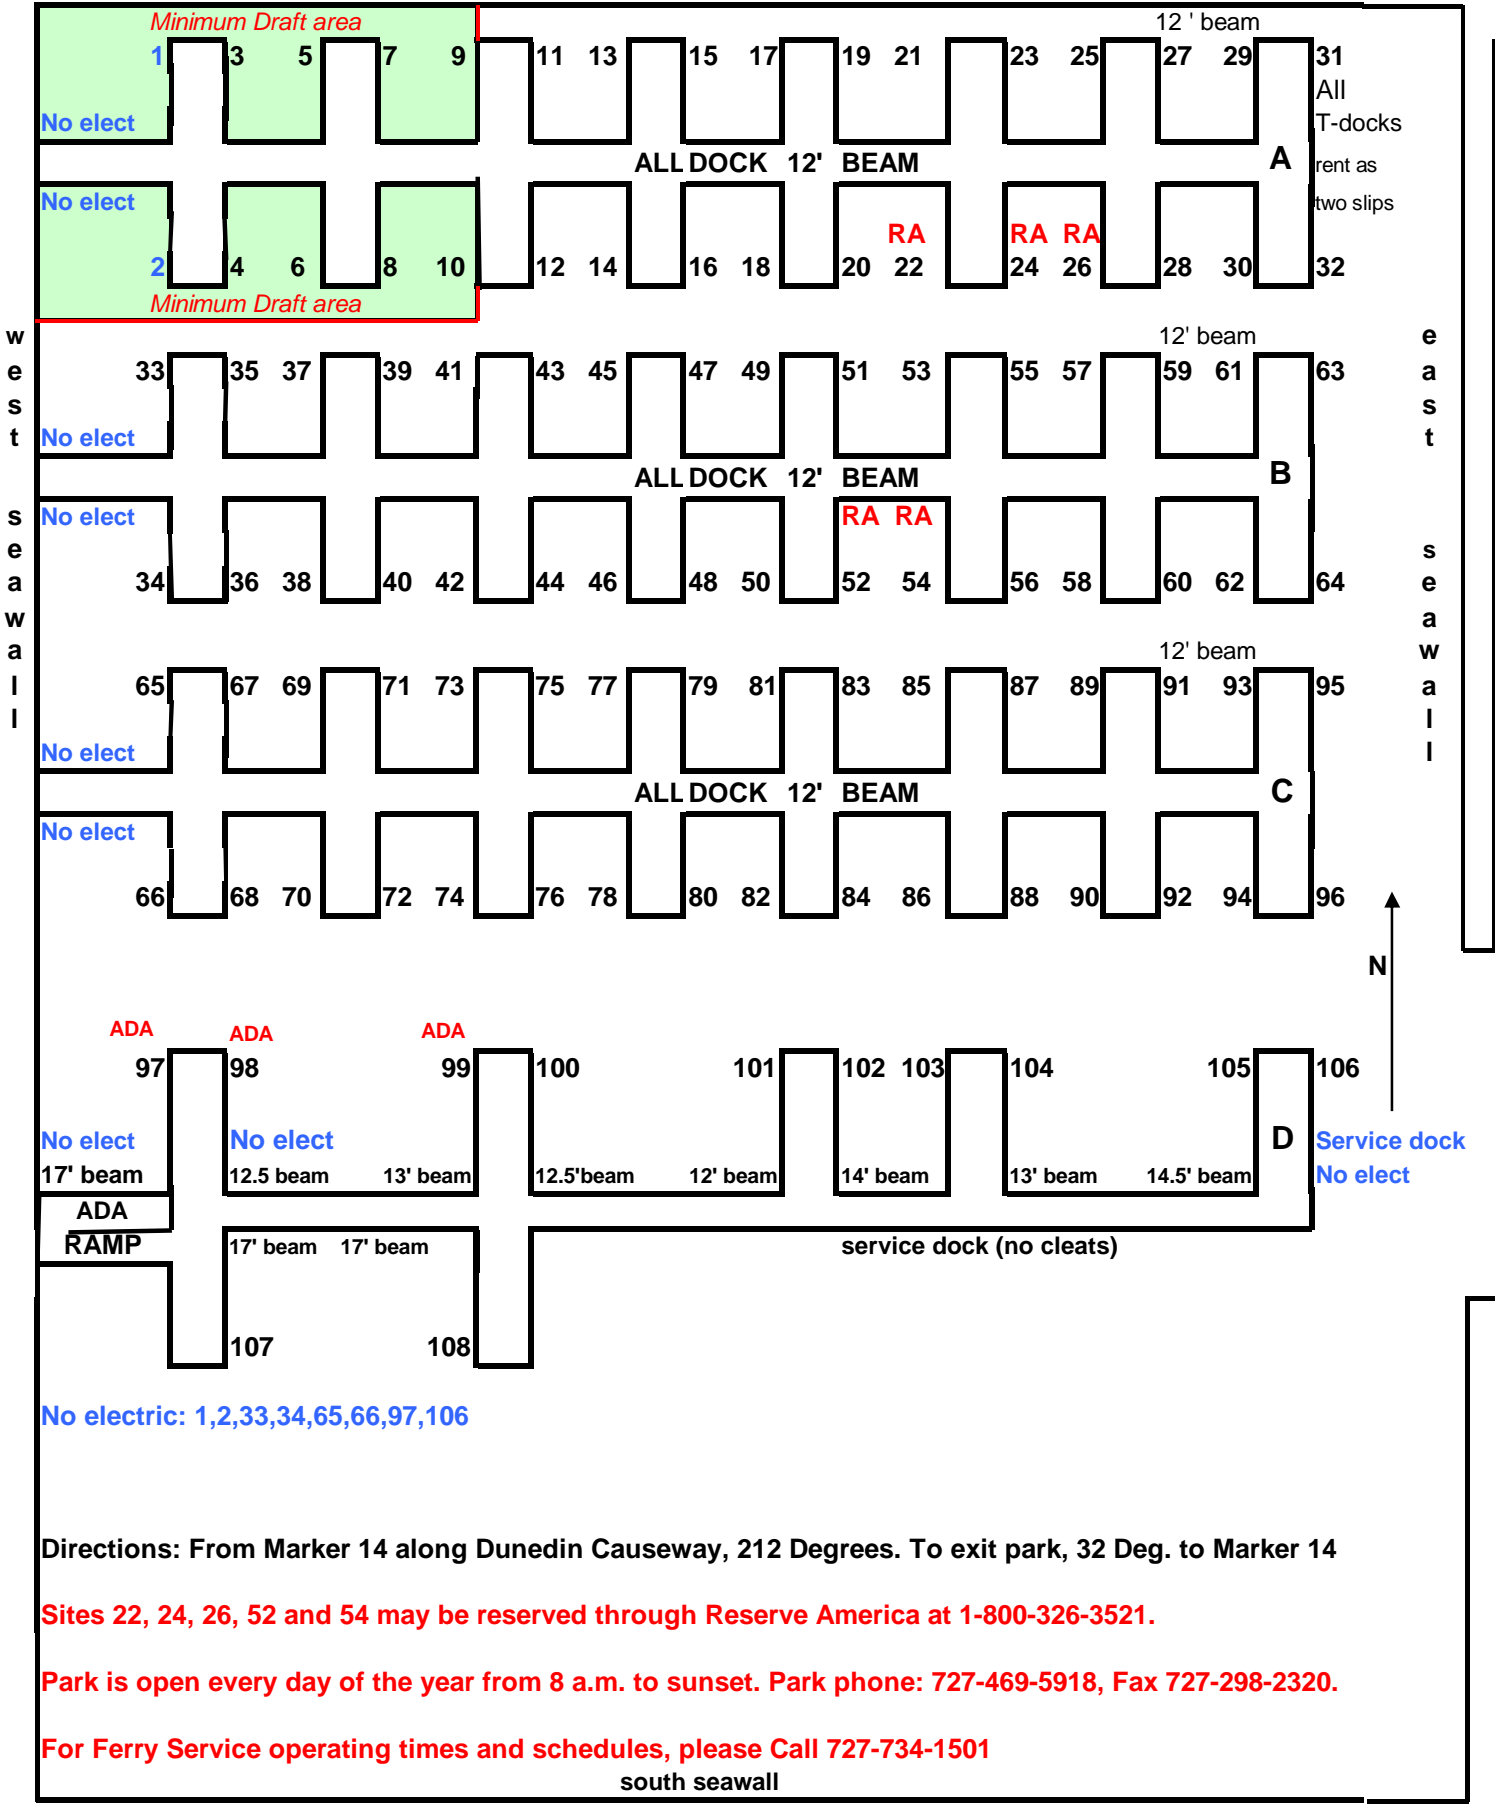 Minimum Draft area 12 ' beam
1 3 5 7 9 11 13 15 17 19 21 23 25 27 29 31
All
No elect T-docks
ALL DOCK 12' BEAM A rent as
No elect two slips
RA RA RA
2 4 6 8 10 12 14 16 18 20 22 24 26 28 30 32
Minimum Draft area
west seawall
east seawall
12' beam
33 35 37 39 41 43 45 47 49 51 53 55 57 59 61 63
No elect
ALL DOCK 12' BEAM B
No elect RA RA
34 36 38 40 42 44 46 48 50 52 54 56 58 60 62 64
12' beam
65 67 69 71 73 75 77 79 81 83 85 87 89 91 93 95
No elect
ALL DOCK 12' BEAM C
No elect
66 68 70 72 74 76 78 80 82 84 86 88 90 92 94 96
N
ADA ADA ADA
97 98 99 100 101 102 103 104 105 106
No elect No elect D Service dock
17' beam 12.5 beam 13' beam 12.5'beam 12' beam 14' beam 13' beam 14.5' beam No elect
ADA
RAMP 17' beam 17' beam service dock (no cleats)
107 108
No electric: 1,2,33,34,65,66,97,106
Directions: From Marker 14 along Dunedin Causeway, 212 Degrees. To exit park, 32 Deg. to Marker 14
Sites 22, 24, 26, 52 and 54 may be reserved through Reserve America at 1-800-326-3521.
Park is open every day of the year from 8 a.m. to sunset. Park phone: 727-469-5918, Fax 727-298-2320.
For Ferry Service operating times and schedules, please Call 727-734-1501
south seawall